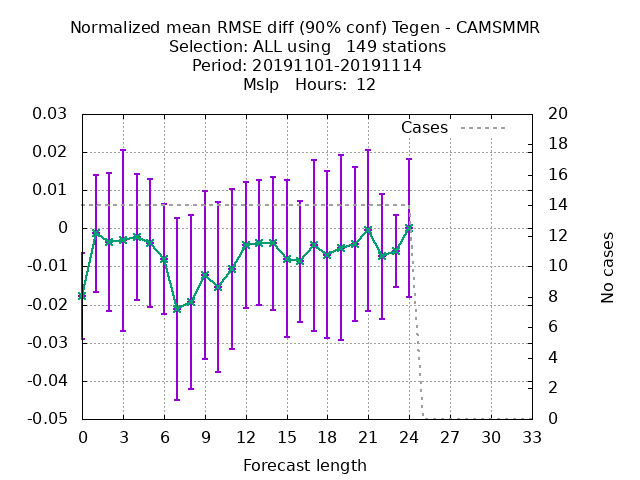 Normalized mean RMSE diff (90% conf) Tegen - CAMSMMR
Selection: ALL using   149 stations
Period: 20191101-20191114
Mslp   Hours:  12
0.03
0.02
0.01
0
-0.01
-0.02
-0.03
-0.04
-0.05
Cases
20
18
16
14
12
10
8
6
4
2
0
No cases
0 3 6 9 12 15 18 21 24 27 30 33
Forecast length